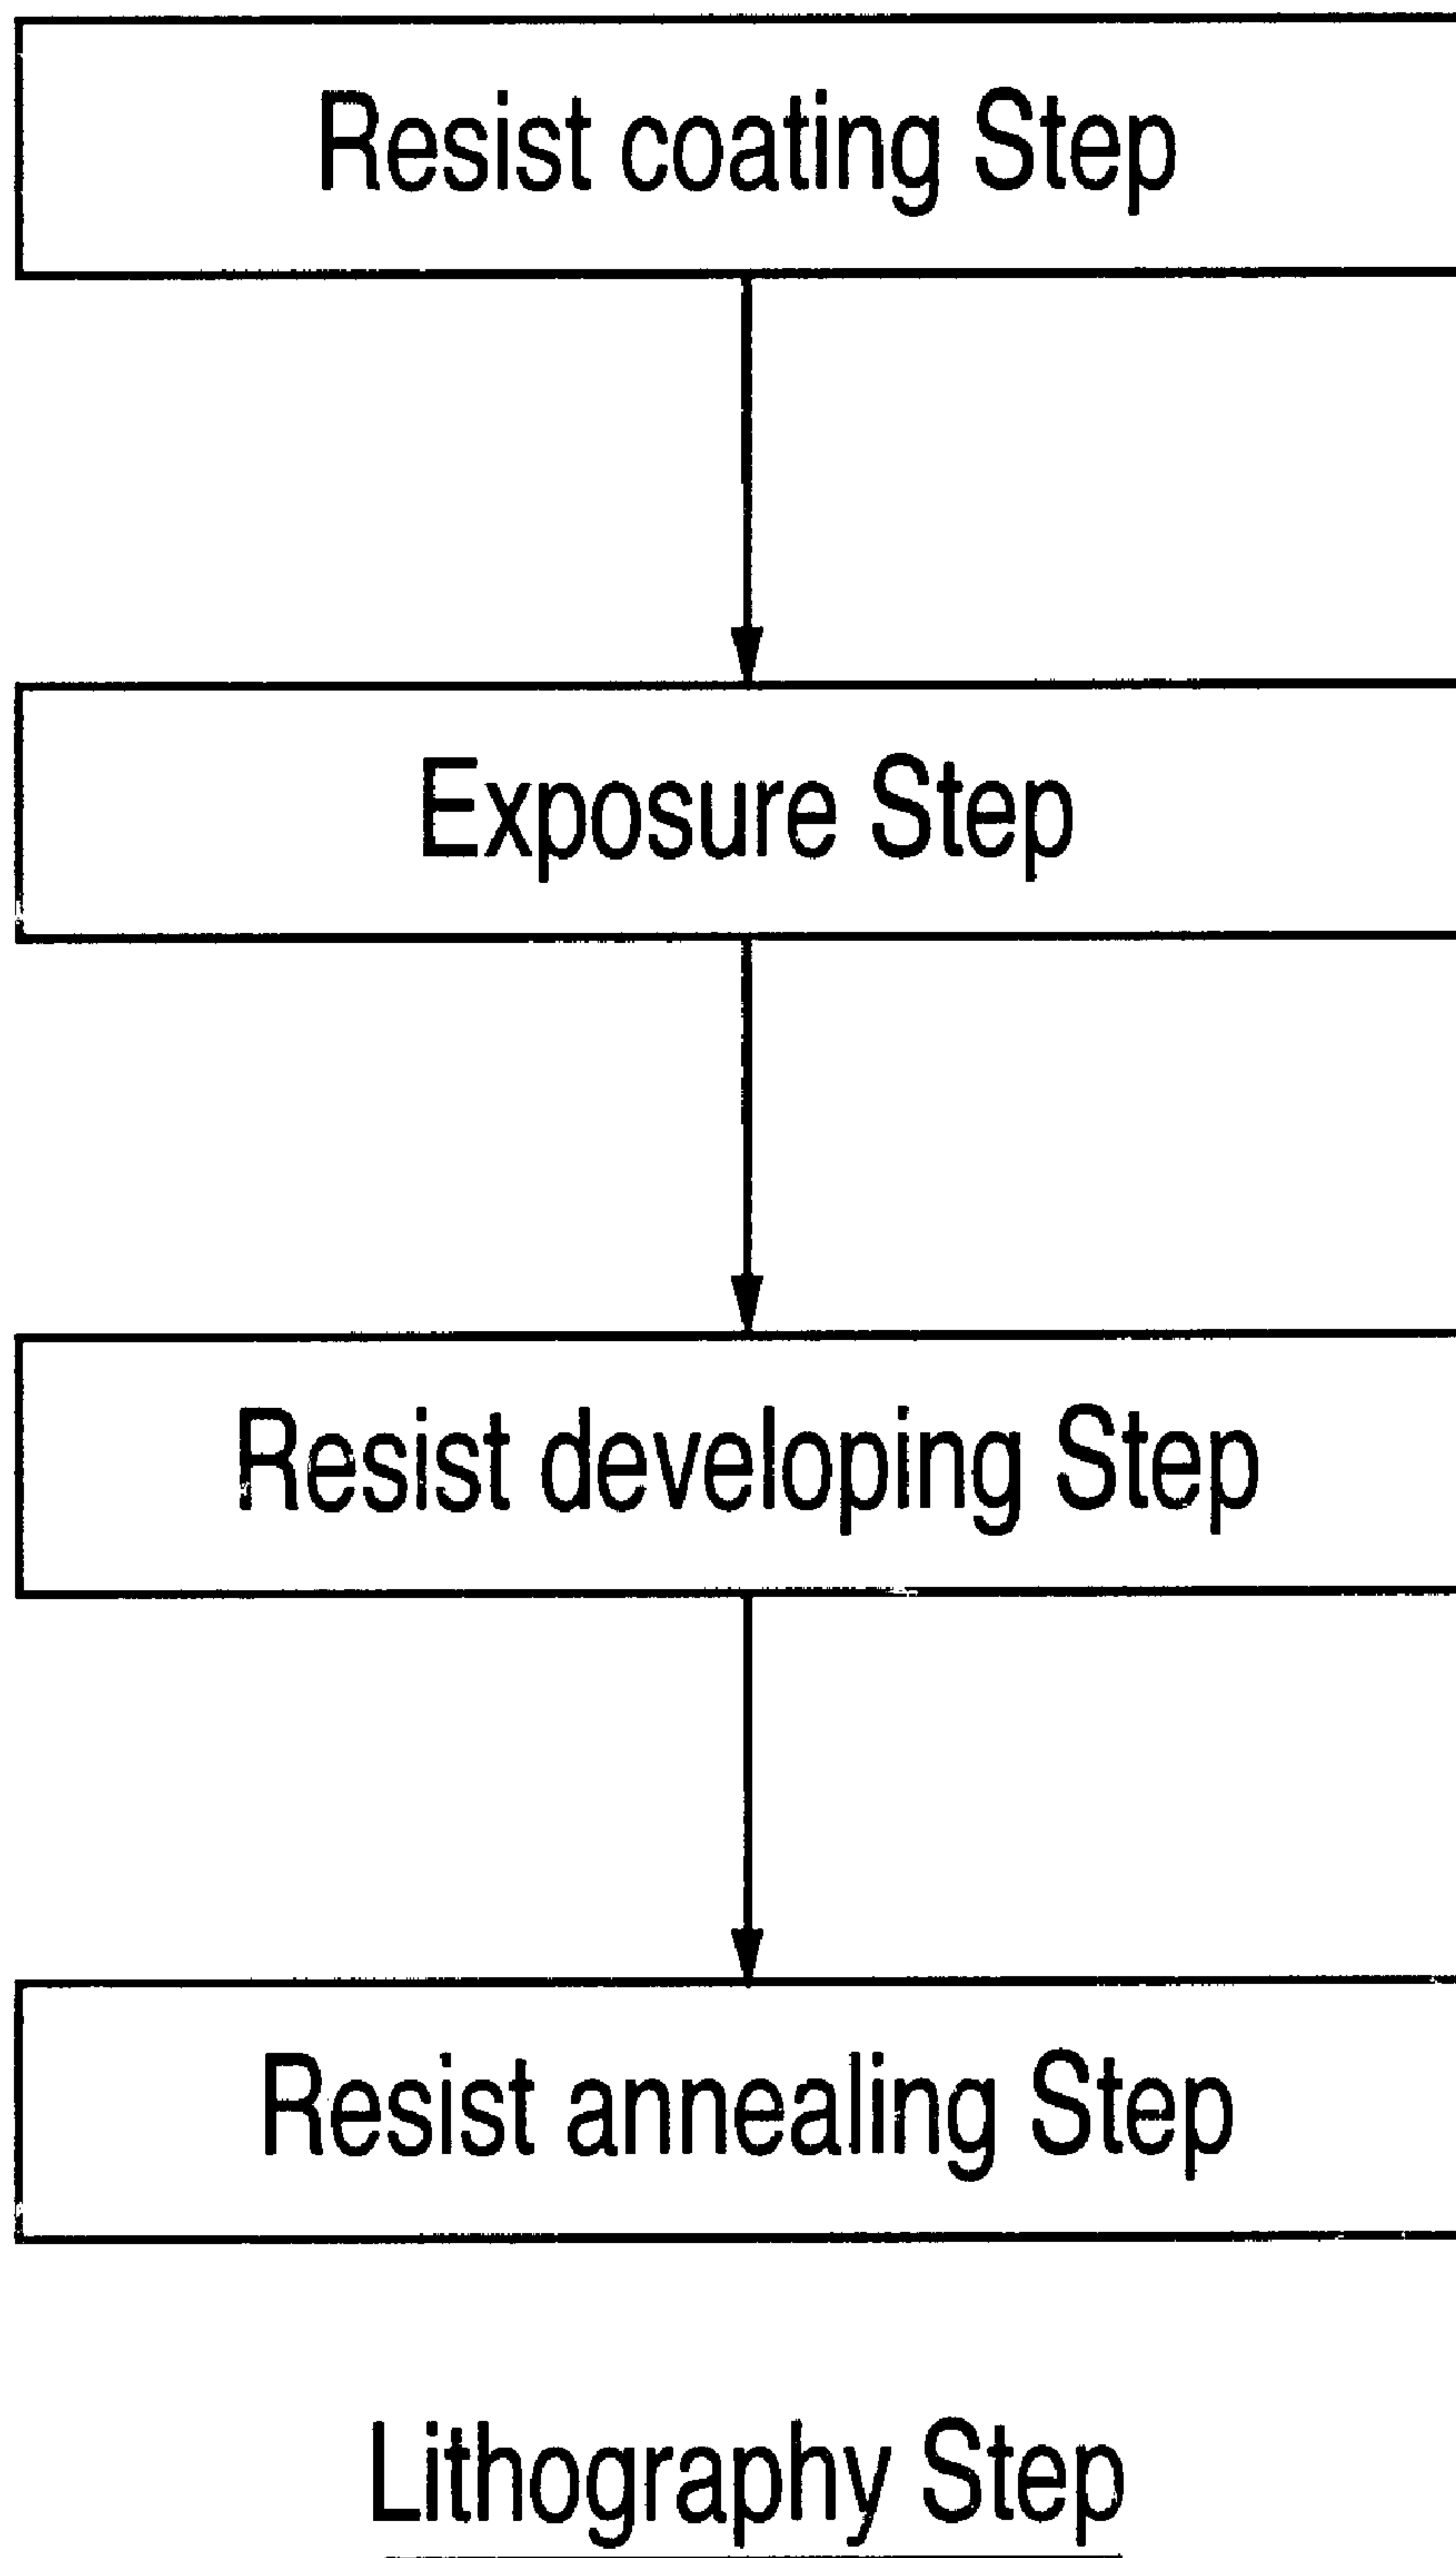 Resist coating Step
Exposure Step
Resist developing Step
Resist annealing Step
Lithography Step